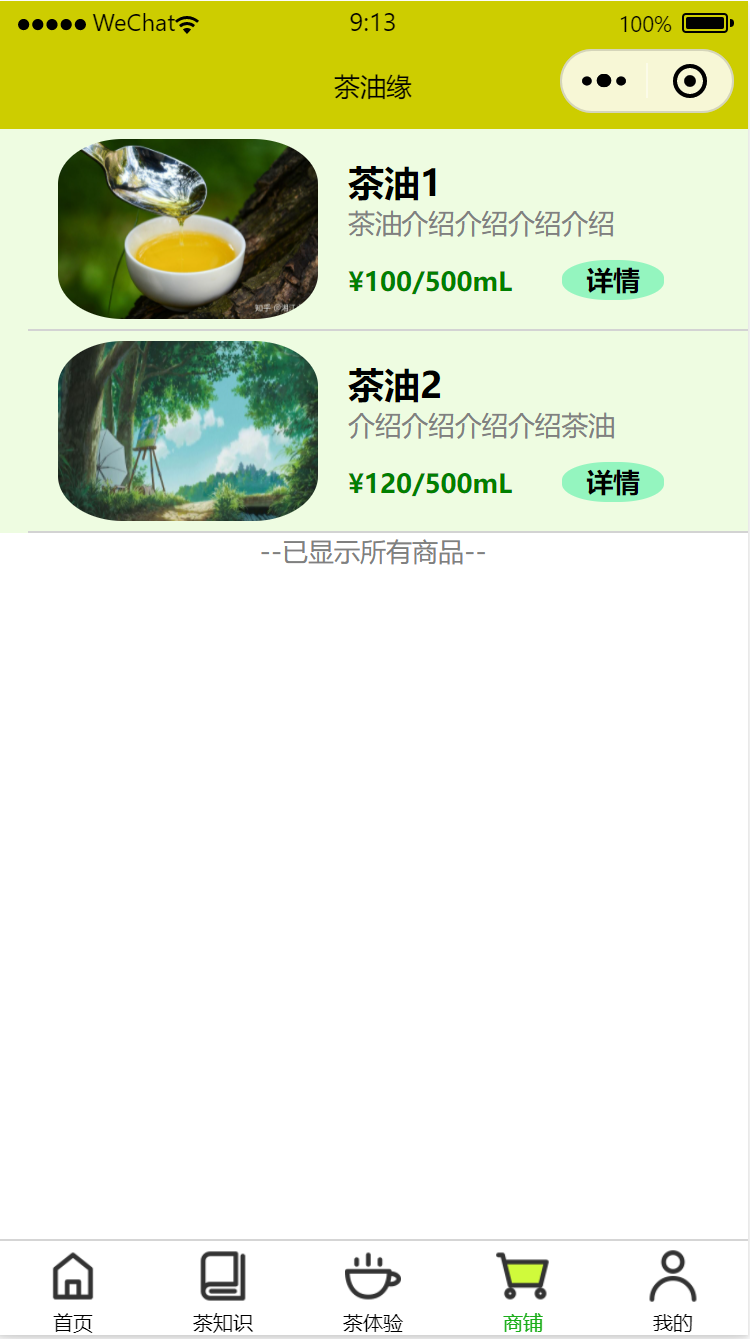 WeChat 9:13 100%
茶油缘
茶油1
茶油介绍介绍介绍介绍
¥100/500mL 详情
茶油2
介绍介绍介绍介绍茶油
¥120/500mL 详情
--已显示所有商品--
首页 茶知识 茶体验 商铺 我的